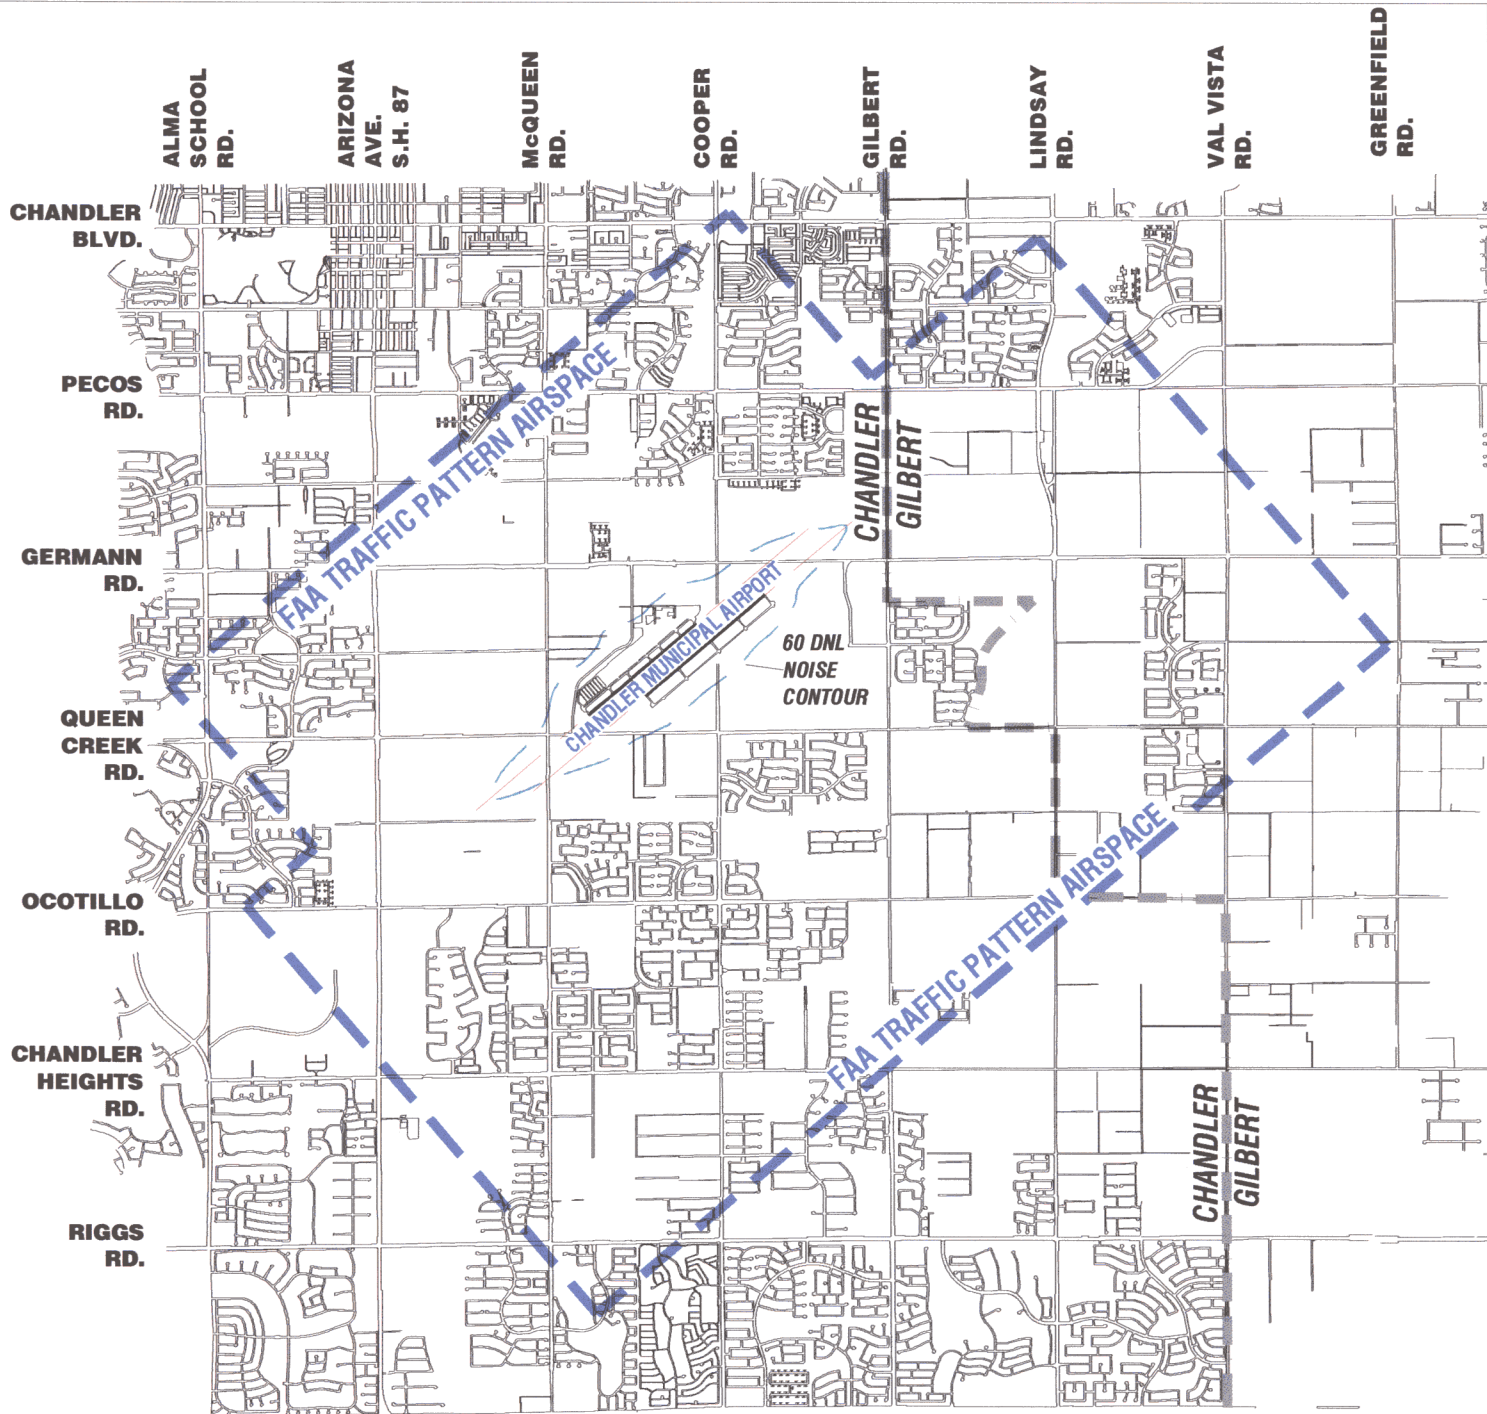 ALMA
SCHOOL
RD.
ARIZONA
AVE.
S.H. 87
McQUEEN
RD.
COOPER
RD.
GILBERT
RD.
LINDSAY
RD.
VAL VISTA
RD.
GREENFIELD
RD.
CHANDLER
BLVD.
PECOS
RD.
GERMANN
RD.
QUEEN
CREEK
RD.
OCOTILLO
RD.
CHANDLER
HEIGHTS
RD.
RIGGS
RD.
FAA TRAFFIC PATTERN AIRSPACE
CHANDLER
GILBERT
CHANDLER MUNICIPAL AIRPORT
60 DNL
NOISE
CONTOUR
FAA TRAFFIC PATTERN AIRSPACE
CHANDLER
GILBERT